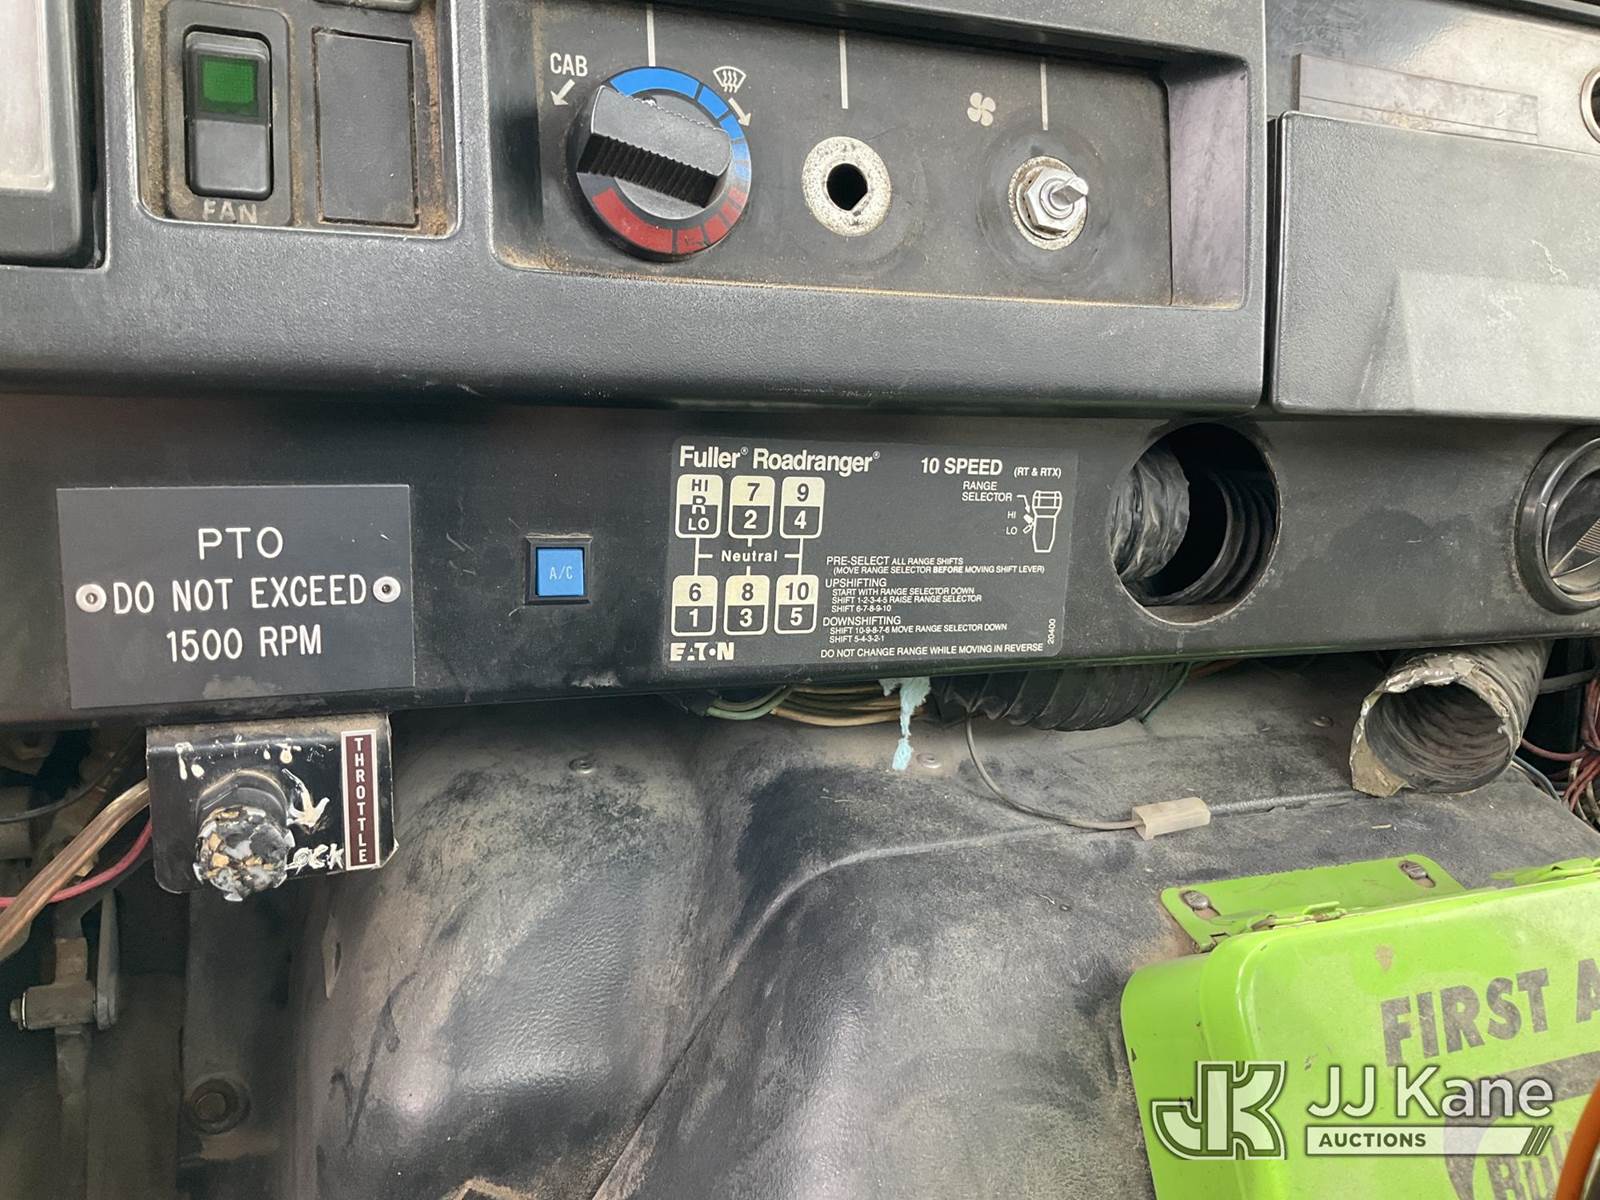 CAB
FAN
PTO
DO NOT EXCEED
1500 RPM
A/C
Fuller® Roadranger®
10 SPEED (RT & RTX)
HI
R
LO
7
2
9
4
Neutral
6
1
8
3
10
5
RANGE
SELECTOR
HI
LO
PRE-SELECT ALL RANGE SHIFTS
(MOVE RANGE SELECTOR BEFORE MOVING SHIFT LEVER)
UPSHIFTING
START WITH RANGE SELECTOR DOWN
SHIFT 1-2-3-4-5 RAISE RANGE SELECTOR
SHIFT 6-7-8-9-10
DOWNSHIFTING
SHIFT 10-9-8-7-6 MOVE RANGE SELECTOR DOWN
SHIFT 5-4-3-2-1
DO NOT CHANGE RANGE WHILE MOVING IN REVERSE
EATON
20400
THROTTLE
FIRST A
JK
JJ Kane
AUCTIONS